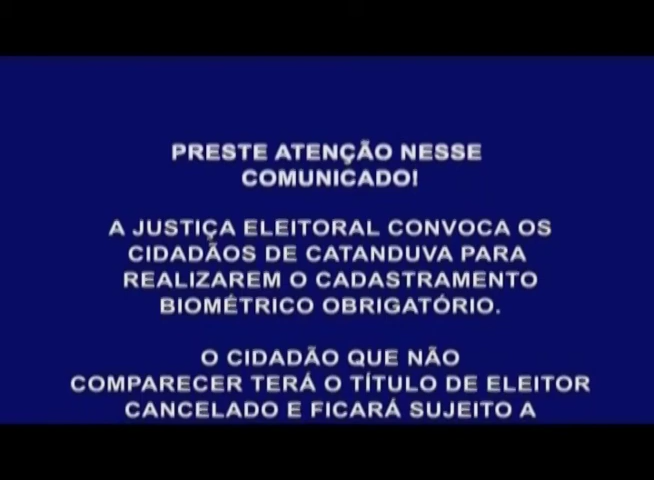 PRESTE ATENÇÃO NESSE
COMUNICADO!
A JUSTIÇA ELEITORAL CONVOCA OS
CIDADÃOS DE CATANDUVA PARA
REALIZAREM O CADASTRAMENTO
BIOMÉTRICO OBRIGATÓRIO.
O CIDADÃO QUE NÃO
COMPARECER TERÁ O TÍTULO DE ELEITOR
CANCELADO E FICARÁ SUJEITO A